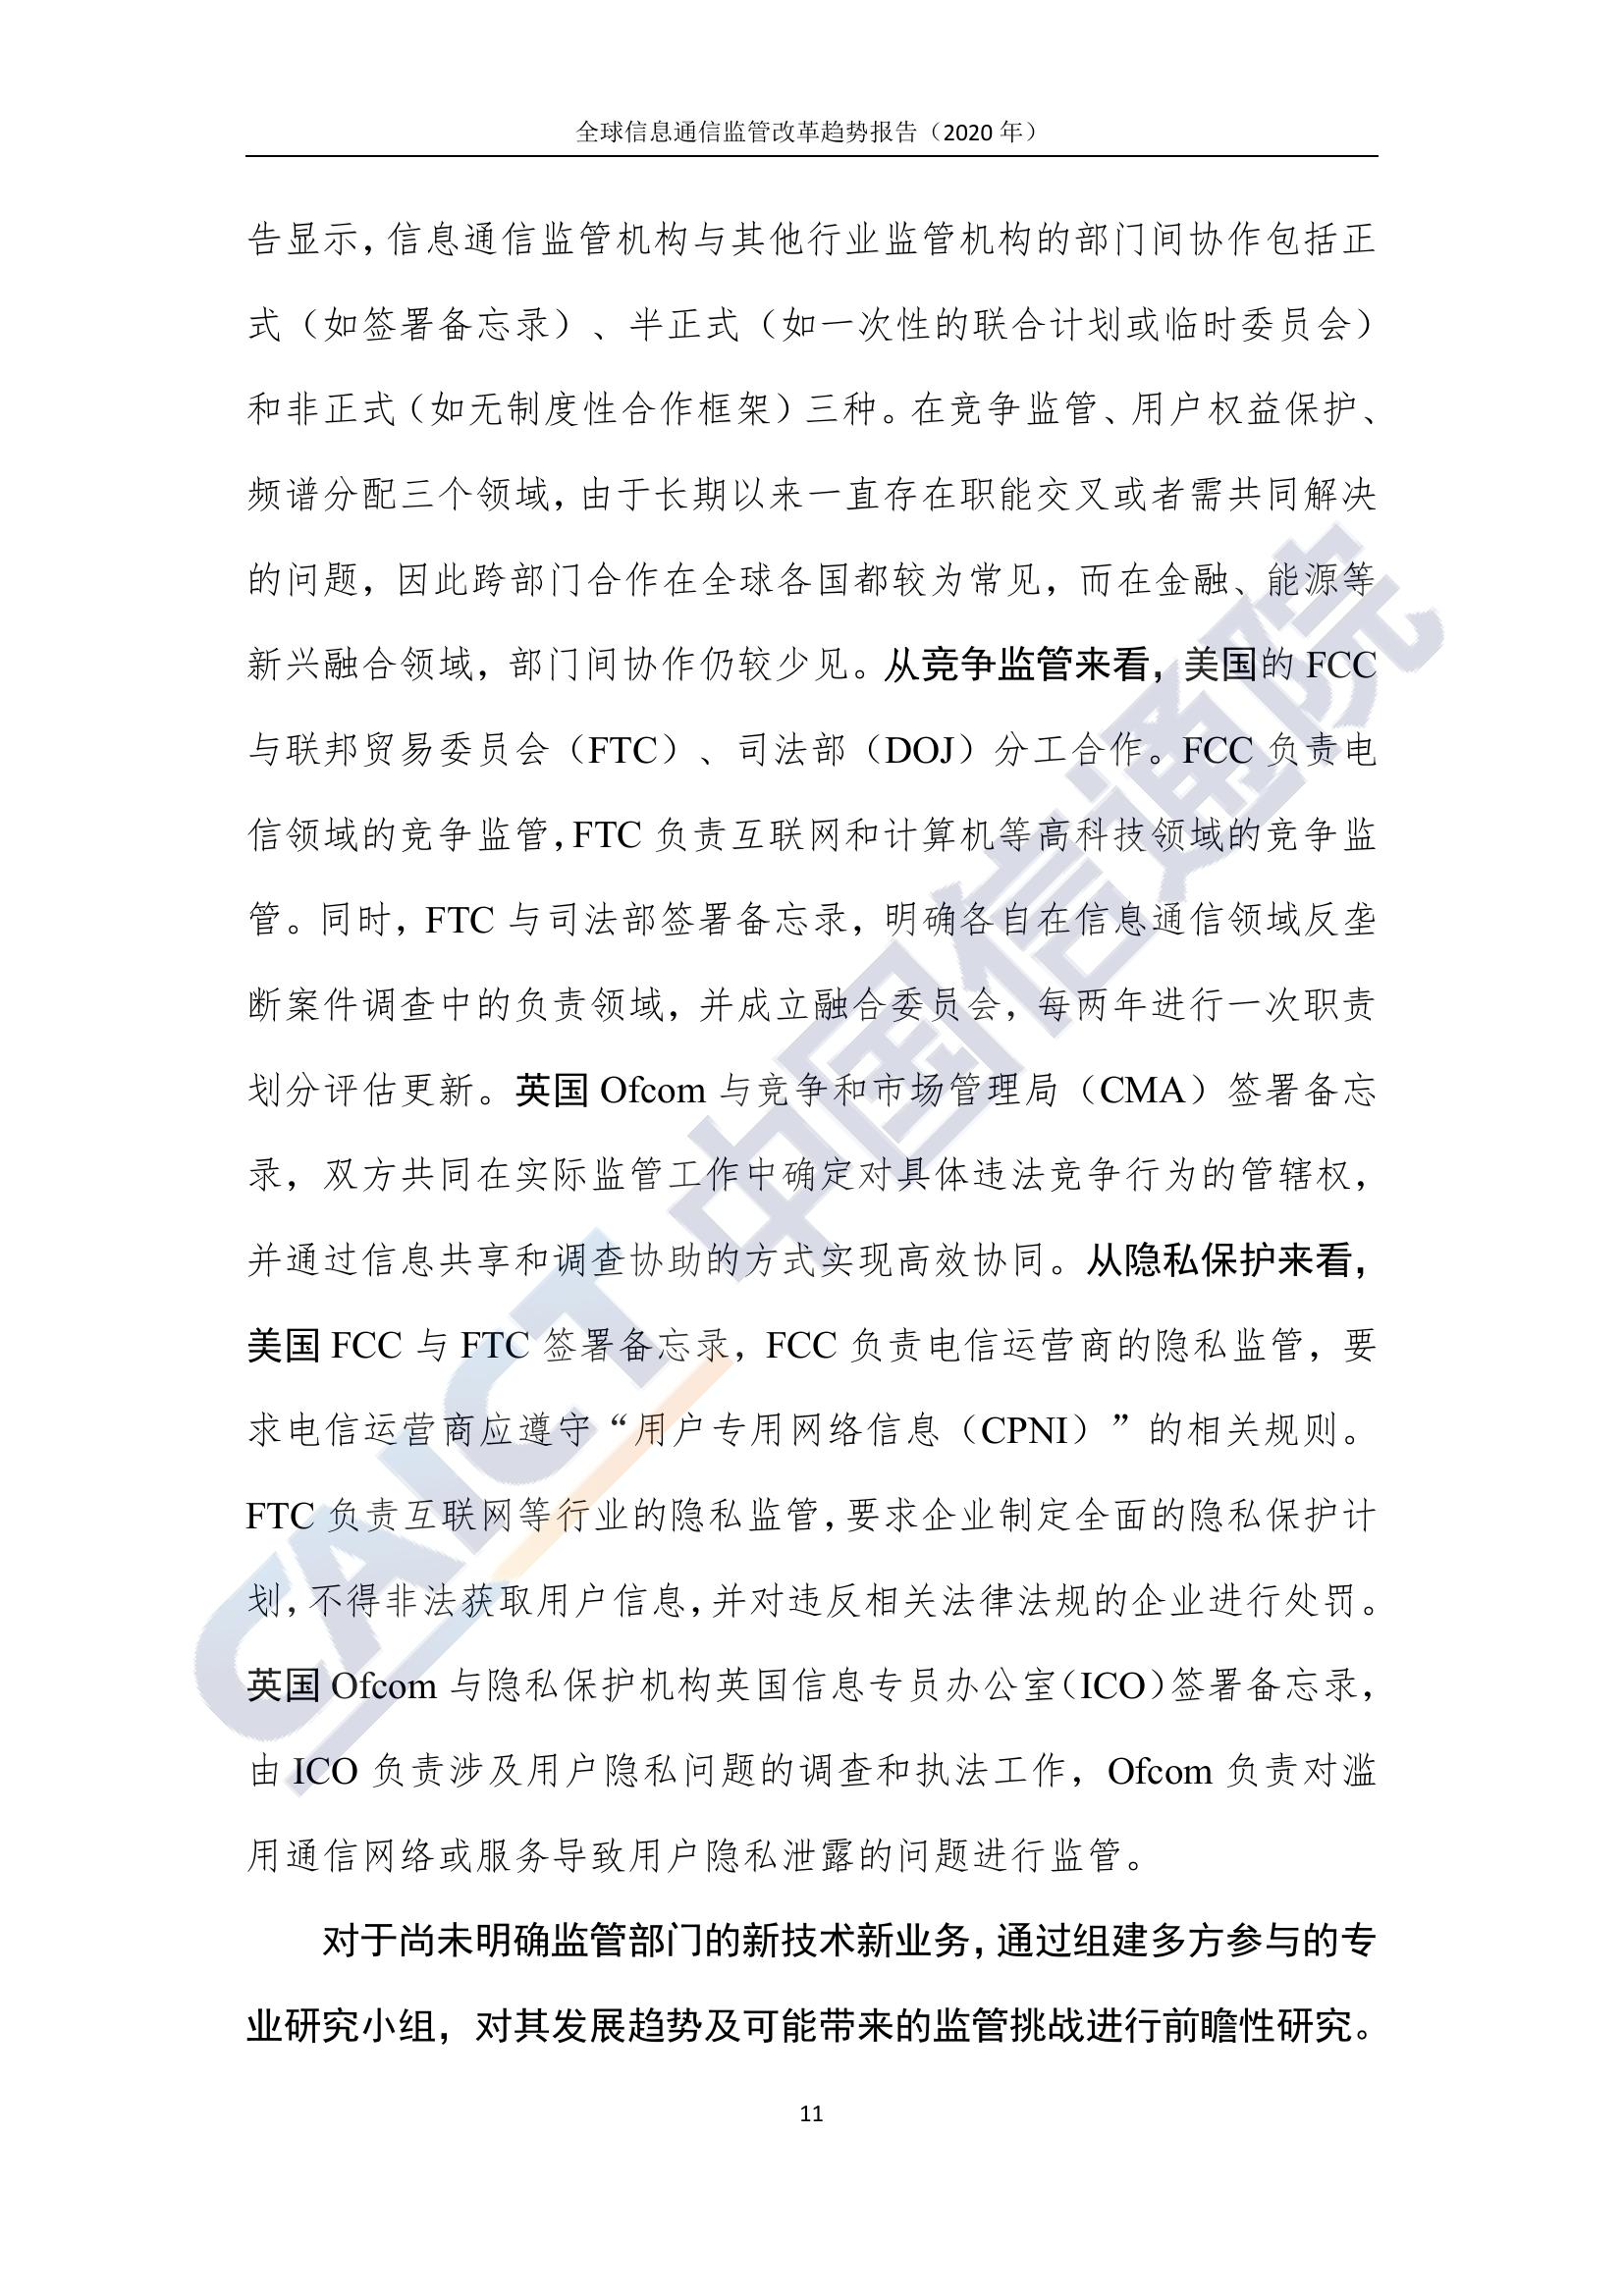 全球信息通信监管改革趋势报告（2020 年）
告显示，信息通信监管机构与其他行业监管机构的部门间协作包括正
式（如签署备忘录）、半正式（如一次性的联合计划或临时委员会）
和非正式（如无制度性合作框架）三种。在竞争监管、用户权益保护、
频谱分配三个领域，由于长期以来一直存在职能交叉或者需共同解决
的问题，因此跨部门合作在全球各国都较为常见，而在金融、能源等
新兴融合领域，部门间协作仍较少见。从竞争监管来看，美国的 FCC
与联邦贸易委员会（FTC）、司法部（DOJ）分工合作。FCC 负责电
信领域的竞争监管，FTC 负责互联网和计算机等高科技领域的竞争监
管。同时，FTC 与司法部签署备忘录，明确各自在信息通信领域反垄
断案件调查中的负责领域，并成立融合委员会，每两年进行一次职责
划分评估更新。英国 Ofcom 与竞争和市场管理局（CMA）签署备忘
录，双方共同在实际监管工作中确定对具体违法竞争行为的管辖权，
并通过信息共享和调查协助的方式实现高效协同。从隐私保护来看，
美国 FCC 与 FTC 签署备忘录，FCC 负责电信运营商的隐私监管，要
求电信运营商应遵守“用户专用网络信息（CPNI）”的相关规则。
FTC 负责互联网等行业的隐私监管，要求企业制定全面的隐私保护计
划，不得非法获取用户信息，并对违反相关法律法规的企业进行处罚。
英国 Ofcom 与隐私保护机构英国信息专员办公室（ICO）签署备忘录，
由 ICO 负责涉及用户隐私问题的调查和执法工作，Ofcom 负责对滥
用通信网络或服务导致用户隐私泄露的问题进行监管。
对于尚未明确监管部门的新技术新业务，通过组建多方参与的专
业研究小组，对其发展趋势及可能带来的监管挑战进行前瞻性研究。
11
CAICT 中国信通院